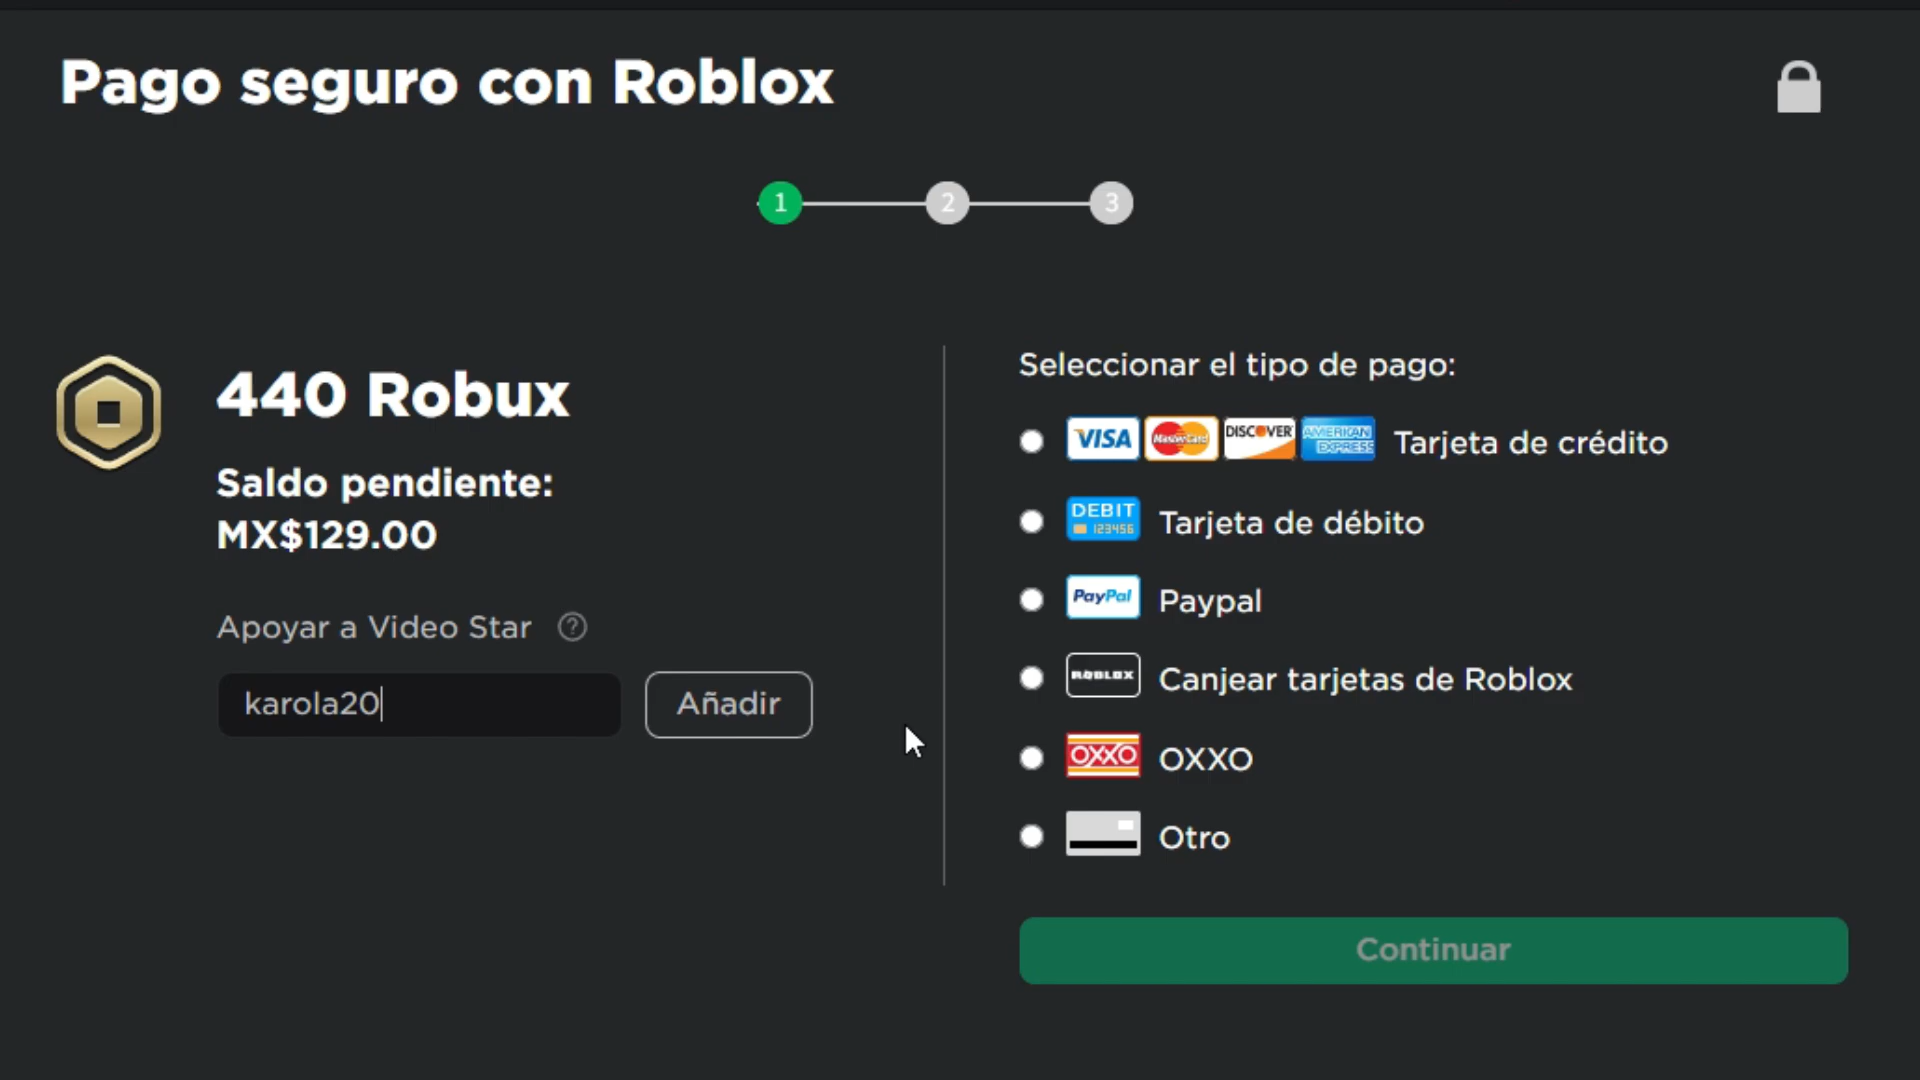 Pago seguro con Roblox
1 2 3
440 Robux
Saldo pendiente:
MX$129.00
Apoyar a Video Star ?
karola20
Añadir
Seleccionar el tipo de pago:
VISA MasterCard DISCOVER AMERICAN EXPRESS Tarjeta de crédito
DEBIT 123456 Tarjeta de débito
PayPal Paypal
ROBLOX Canjear tarjetas de Roblox
OXXO OXXO
Otro
Continuar